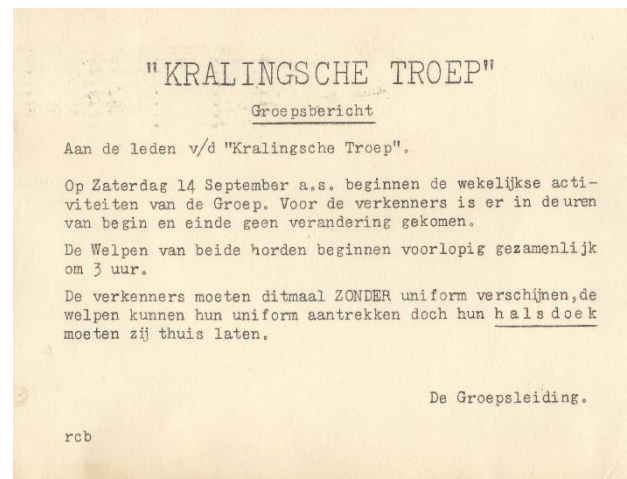 "KRALINGSCHE TROEP"
Groepsbericht
Aan de leden v/d "Kralingsche Troep".
Op Zaterdag 14 September a.s. beginnen de wekelijkse acti-
viteiten van de Groep. Voor de verkenners is er in de uren
van begin en einde geen verandering gekomen.
De Welpen van beide horden beginnen voorlopig gezamenlijk
om 3 uur.
De verkenners moeten ditmaal ZONDER uniform verschijnen,de
welpen kunnen hun uniform aantrekken doch hun h a l s d o e k
moeten zij thuis laten.
De Groepsleiding.
rcb